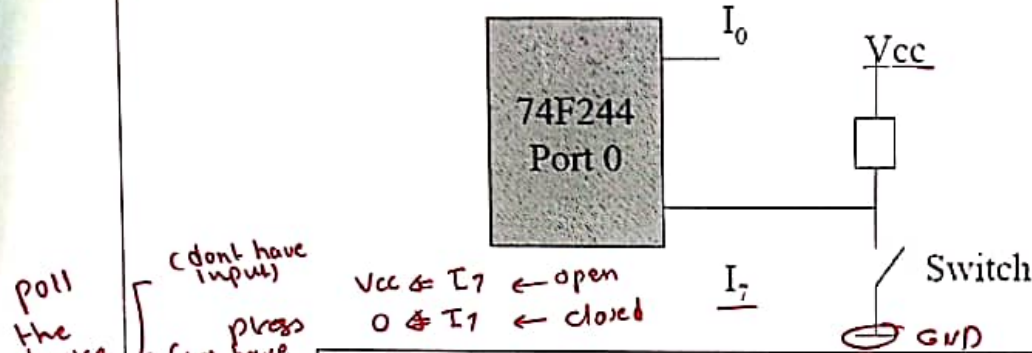 I₀
Vcc
74F244
Port 0
Switch
I₇
GND
(dont have
input)
Vcc ⇐ I7 ← open
0 ⇐ I7 ← closed
poll
the
press